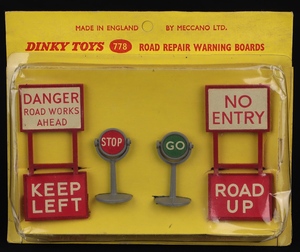 MADE IN ENGLAND BY MECCANO LTD.
DINKY TOYS 778 ROAD REPAIR WARNING BOARDS
DANGER
ROAD WORKS
AHEAD
KEEP
LEFT
STOP
GO
NO
ENTRY
ROAD
UP